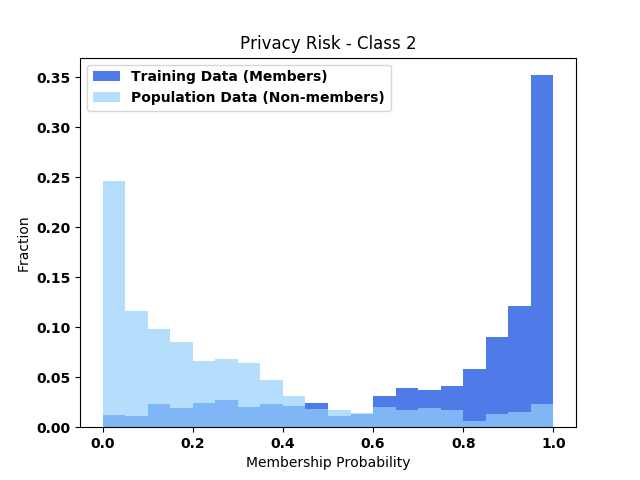 Privacy Risk - Class 2
Training Data (Members)
Population Data (Non-members)
Fraction
0.35
0.30
0.25
0.20
0.15
0.10
0.05
0.00
0.0 0.2 0.4 0.6 0.8 1.0
Membership Probability